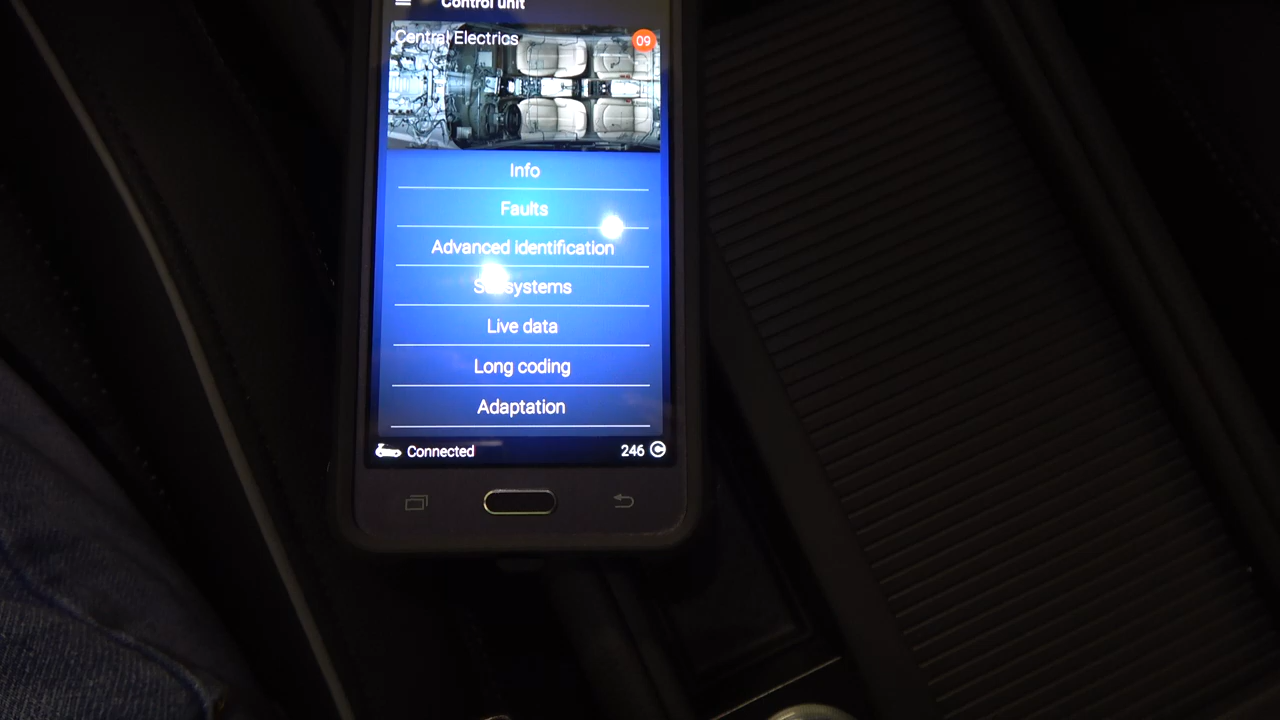 Control unit
Central Electrics
09
Info
Faults
Advanced identification
Subsystems
Live data
Long coding
Adaptation
Connected
246